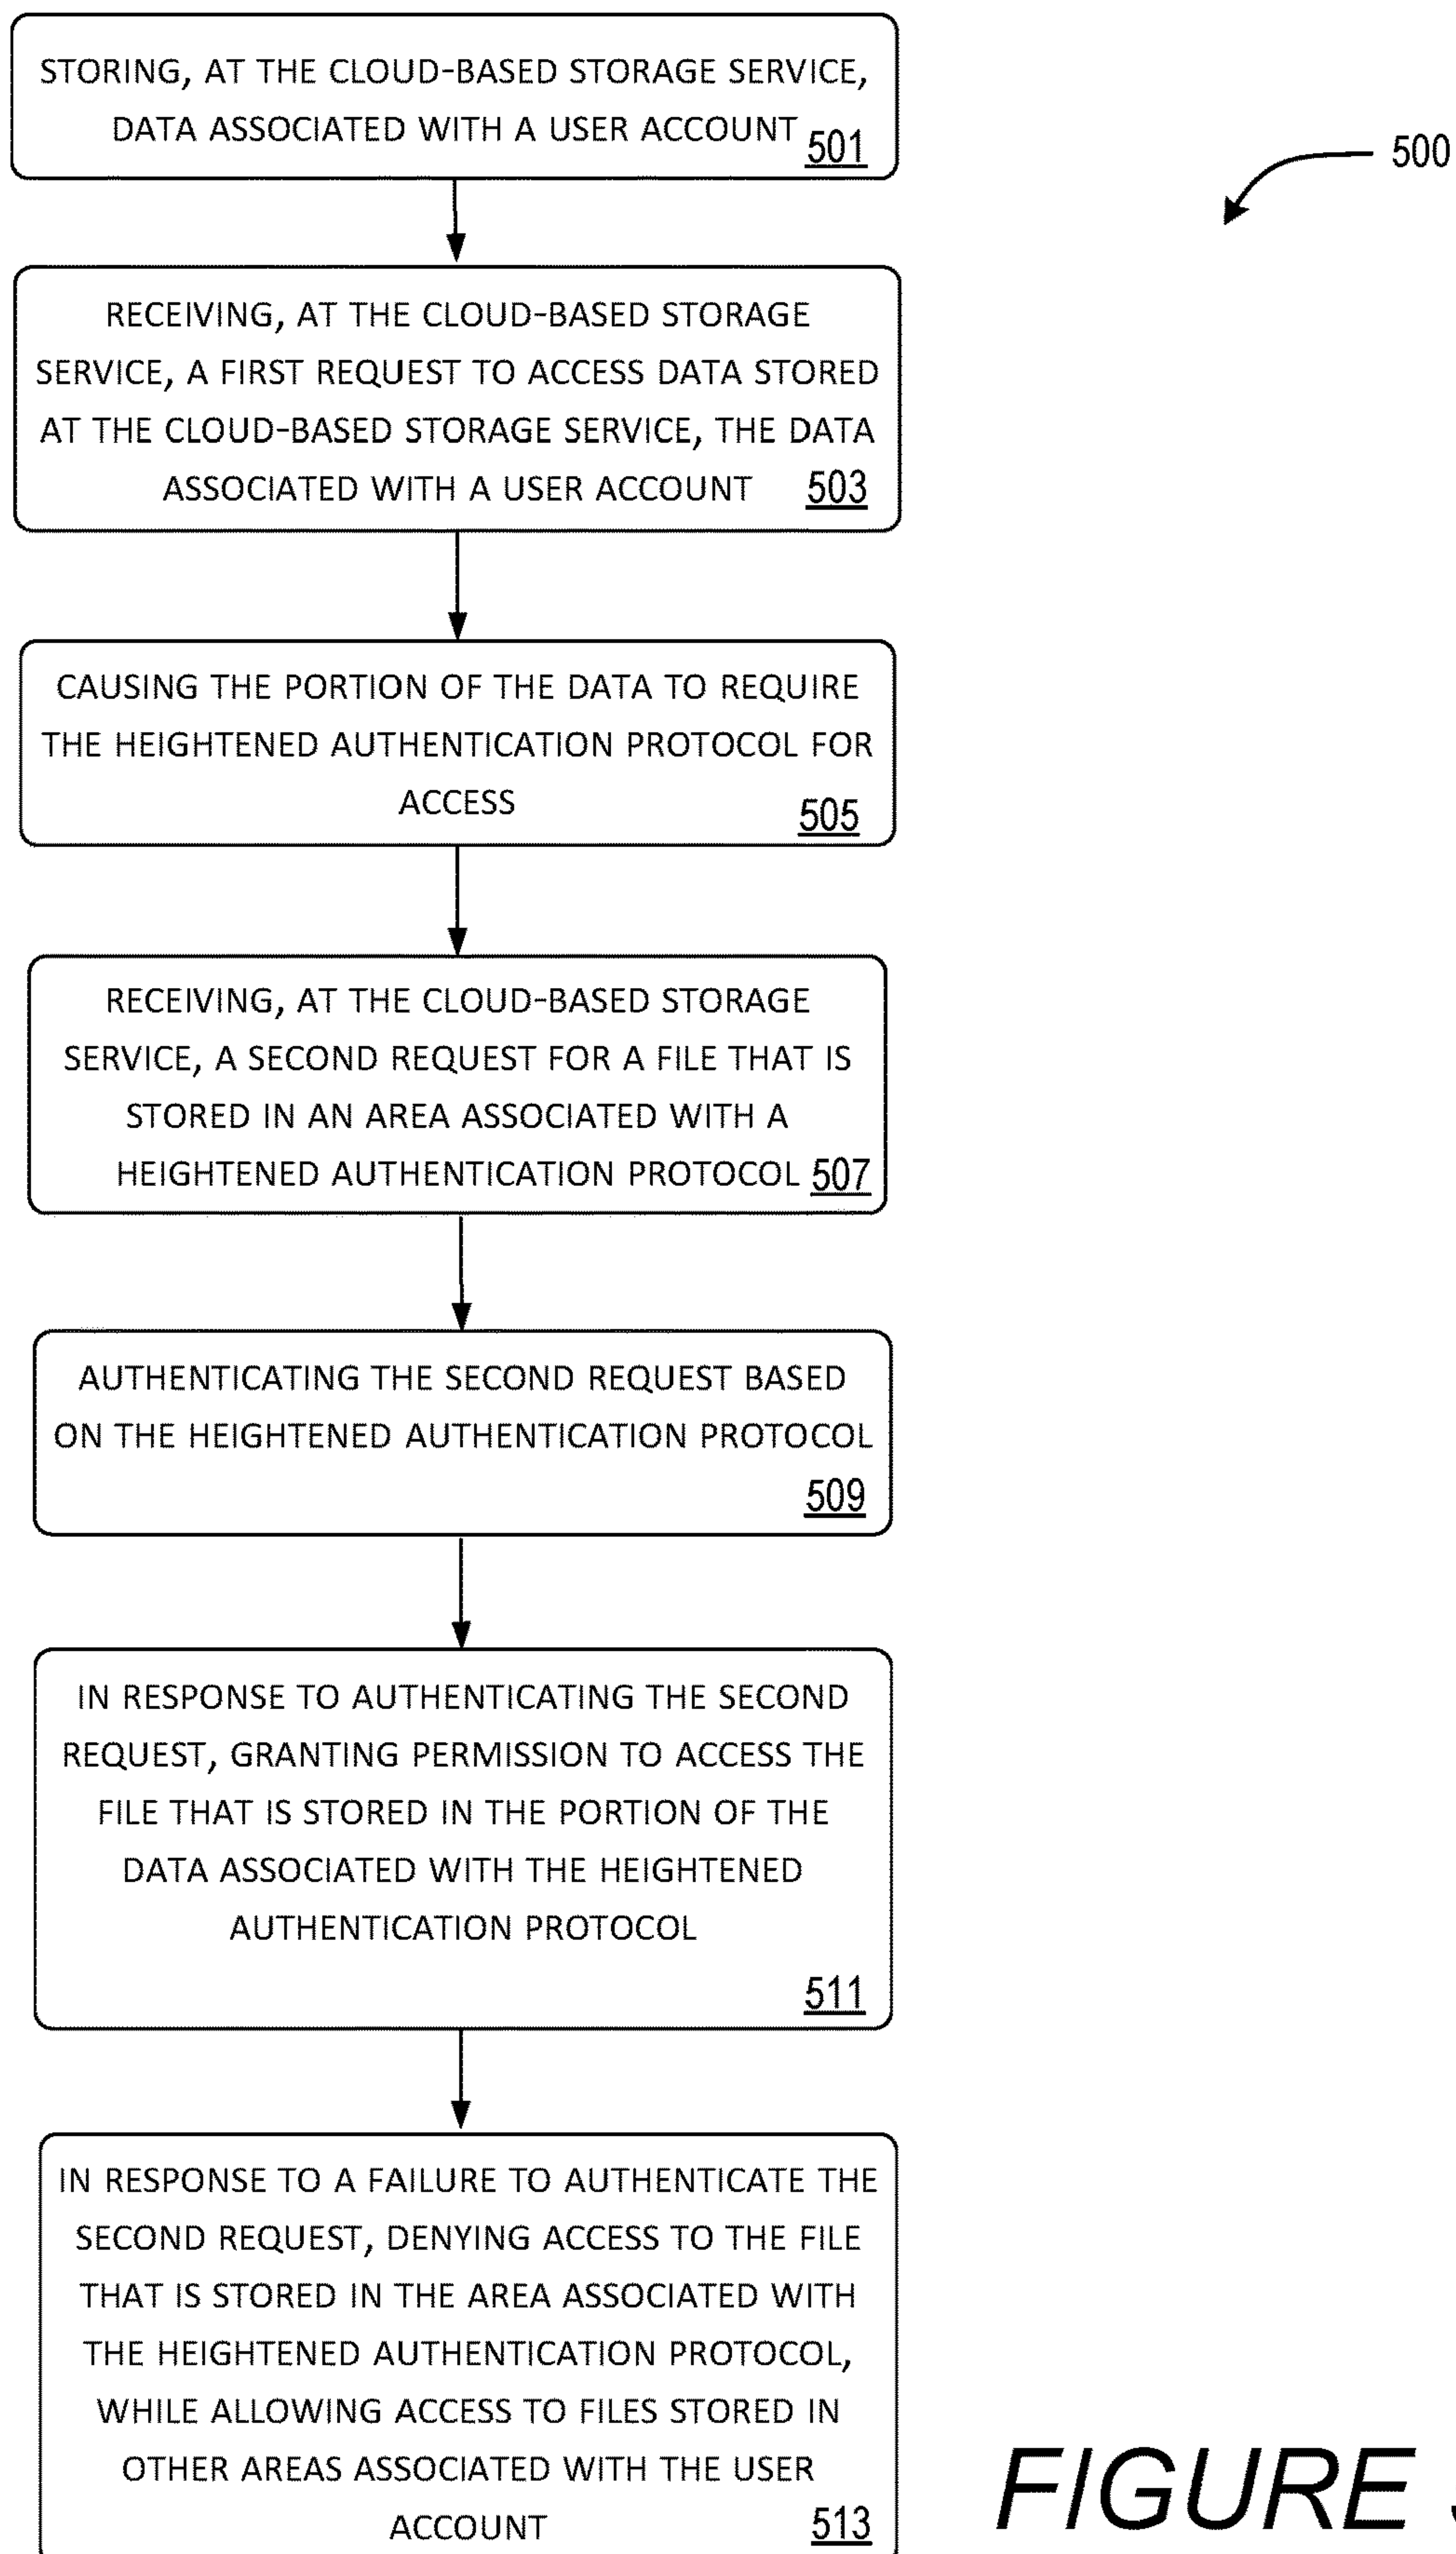 STORING, AT THE CLOUD-BASED STORAGE SERVICE,
DATA ASSOCIATED WITH A USER ACCOUNT 501
500
RECEIVING, AT THE CLOUD-BASED STORAGE
SERVICE, A FIRST REQUEST TO ACCESS DATA STORED
AT THE CLOUD-BASED STORAGE SERVICE, THE DATA
ASSOCIATED WITH A USER ACCOUNT 503
CAUSING THE PORTION OF THE DATA TO REQUIRE
THE HEIGHTENED AUTHENTICATION PROTOCOL FOR
ACCESS 505
RECEIVING, AT THE CLOUD-BASED STORAGE
SERVICE, A SECOND REQUEST FOR A FILE THAT IS
STORED IN AN AREA ASSOCIATED WITH A
HEIGHTENED AUTHENTICATION PROTOCOL 507
AUTHENTICATING THE SECOND REQUEST BASED
ON THE HEIGHTENED AUTHENTICATION PROTOCOL
509
IN RESPONSE TO AUTHENTICATING THE SECOND
REQUEST, GRANTING PERMISSION TO ACCESS THE
FILE THAT IS STORED IN THE PORTION OF THE
DATA ASSOCIATED WITH THE HEIGHTENED
AUTHENTICATION PROTOCOL
511
IN RESPONSE TO A FAILURE TO AUTHENTICATE THE
SECOND REQUEST, DENYING ACCESS TO THE FILE
THAT IS STORED IN THE AREA ASSOCIATED WITH
THE HEIGHTENED AUTHENTICATION PROTOCOL,
WHILE ALLOWING ACCESS TO FILES STORED IN
OTHER AREAS ASSOCIATED WITH THE USER
ACCOUNT 513
FIGURE